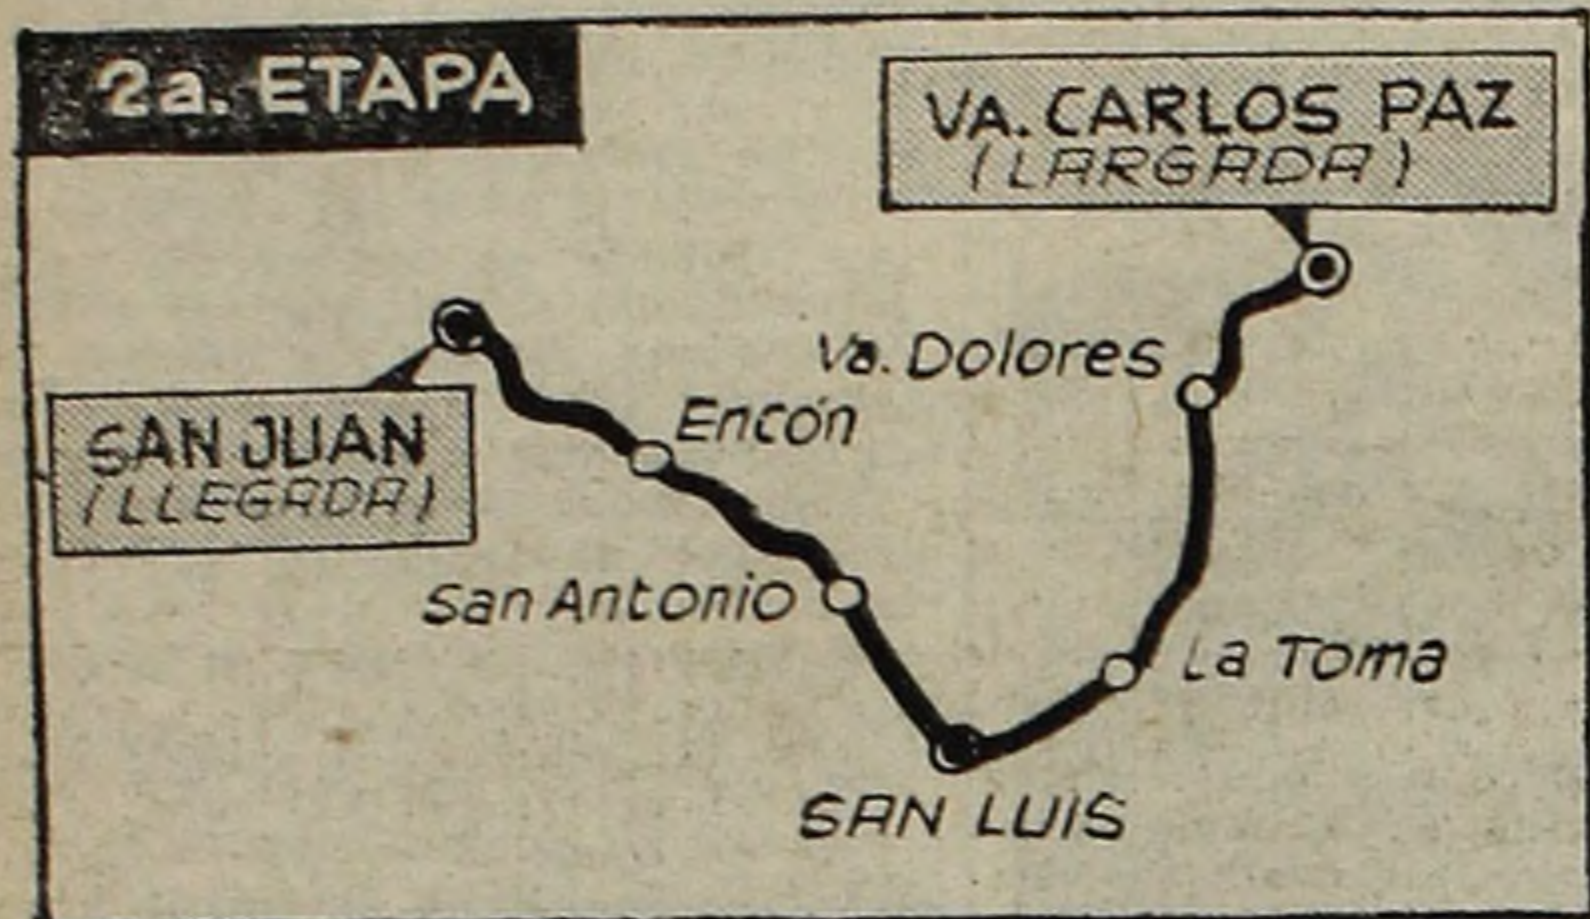 2a. ETAPA
VA. CARLOS PAZ
(LARGADA)
Va. Dolores
Encón
SAN JUAN
(LLEGADA)
San Antonio
La Toma
SAN LUIS